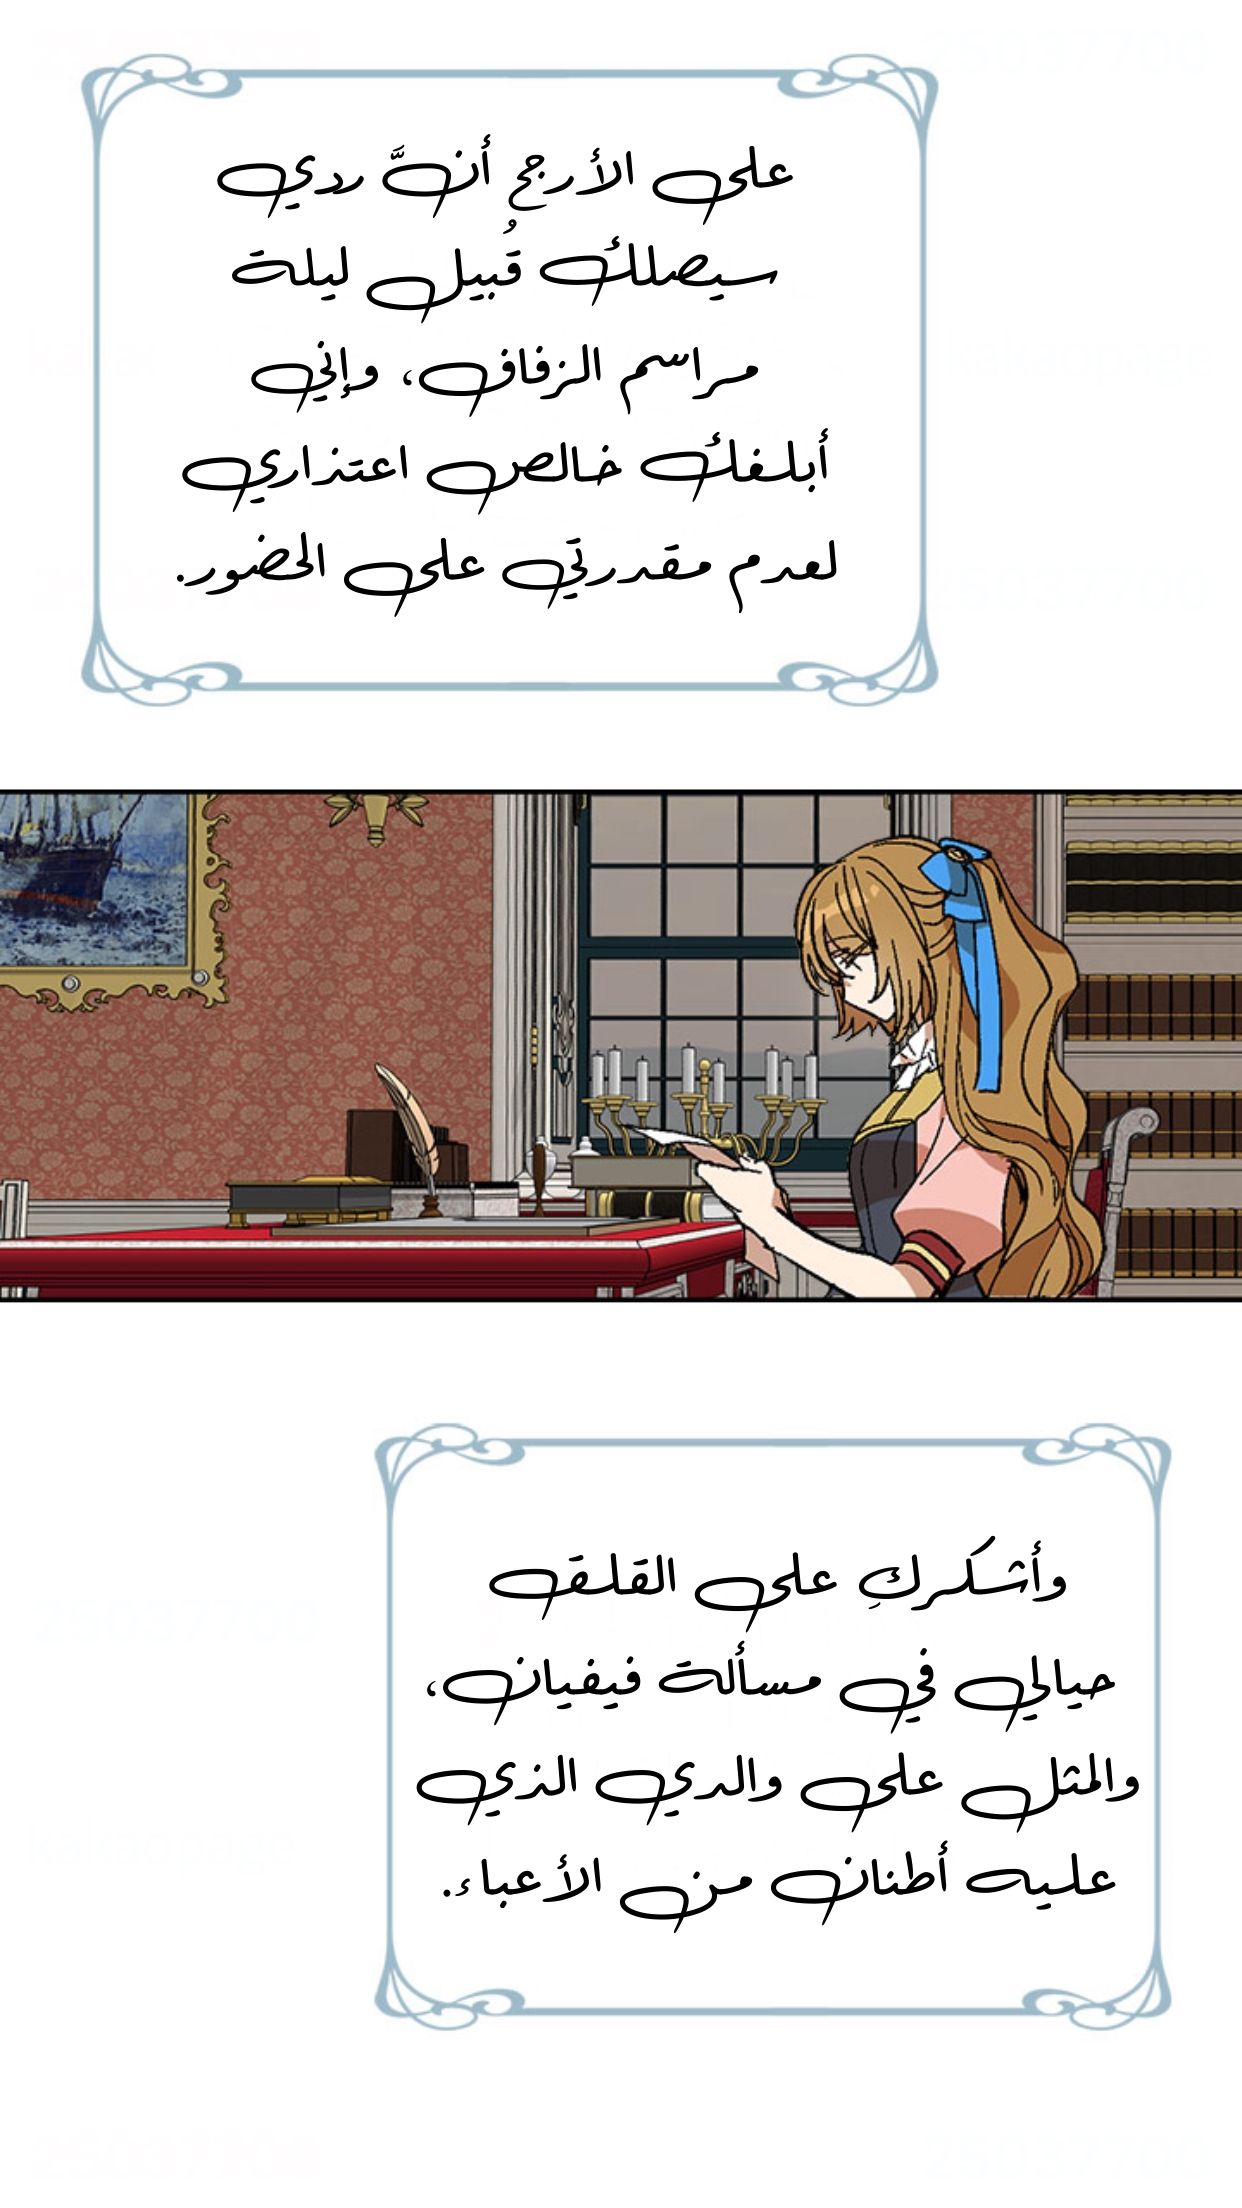 على الأرجح أنَّ ردي
سيصلك قُبيل ليلة
مراسم الزفاف، وإني
أبلغك خالص اعتذاري
لعدم مقدرتي على الحضور.
وأشكركِ على القلق
حيالي في مسألة فيفيان،
والمثل على والدي الذي
عليه أطنان من الأعباء.